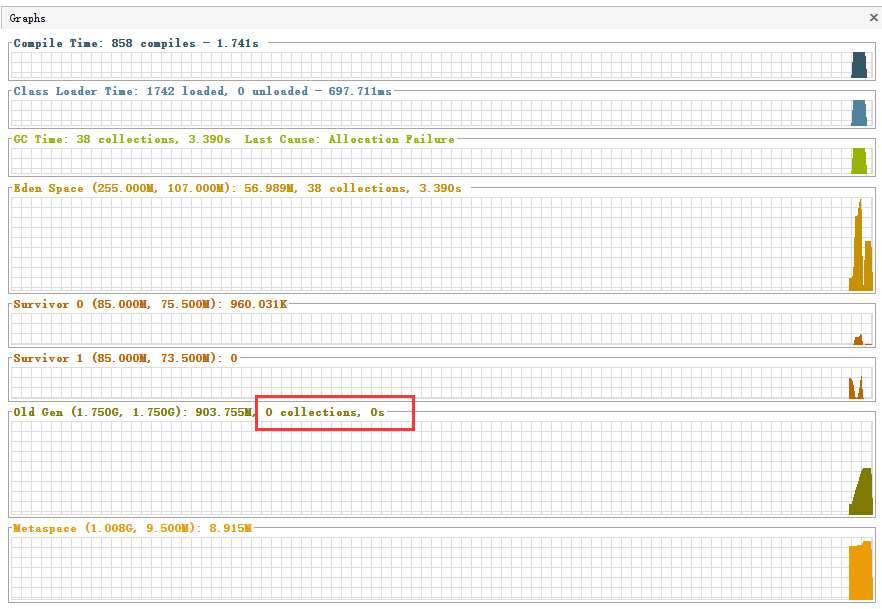 Graphs
Compile Time: 858 compiles - 1.741s
Class Loader Time: 1742 loaded, 0 unloaded - 697.711ms
GC Time: 38 collections, 3.390s Last Cause: Allocation Failure
Eden Space (255.000M, 107.000M): 56.989M, 38 collections, 3.390s
Survivor 0 (85.000M, 75.500M): 960.031K
Survivor 1 (85.000M, 73.500M): 0
Old Gen (1.750G, 1.750G): 903.755M, 0 collections, 0s
Metaspace (1.008G, 9.500M): 8.915M